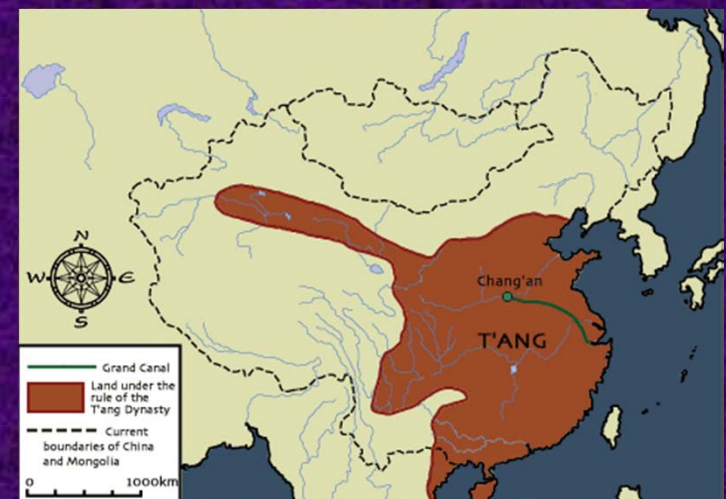 N
W E
S
Chang'an
T'ANG
Grand Canal
Land under the
rule of the
T'ang Dynasty
Current
boundaries of China
and Mongolia
0 1000km